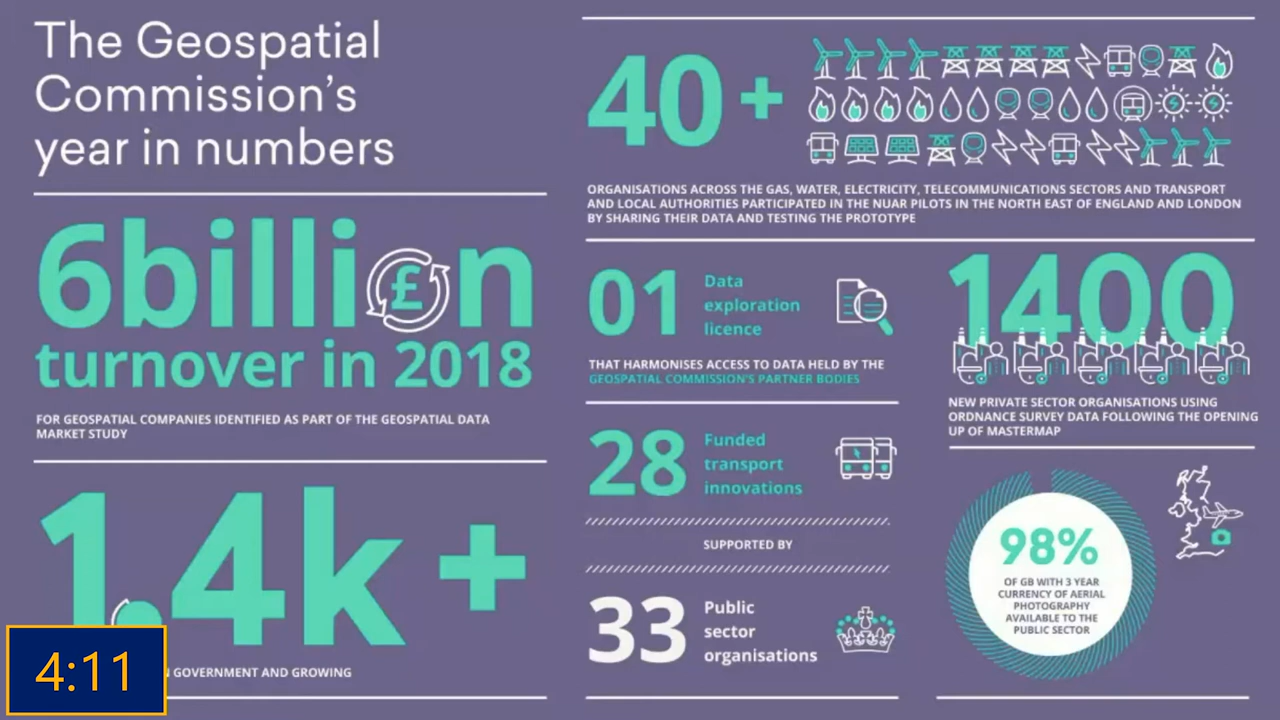 The Geospatial
Commission's
year in numbers
6billi£n
turnover in 2018
FOR GEOSPATIAL COMPANIES IDENTIFIED AS PART OF THE GEOSPATIAL DATA
MARKET STUDY
1.4k +
GOVERNMENT AND GROWING
4:11
40 +
ORGANISATIONS ACROSS THE GAS, WATER, ELECTRICITY, TELECOMMUNICATIONS SECTORS AND TRANSPORT
AND LOCAL AUTHORITIES PARTICIPATED IN THE NUAR PILOTS IN THE NORTH EAST OF ENGLAND AND LONDON
BY SHARING THEIR DATA AND TESTING THE PROTOTYPE
01
Data
exploration
licence
THAT HARMONISES ACCESS TO DATA HELD BY THE
GEOSPATIAL COMMISSION'S PARTNER BODIES
28
Funded
transport
innovations
SUPPORTED BY
33
Public
sector
organisations
1400
NEW PRIVATE SECTOR ORGANISATIONS USING
ORDNANCE SURVEY DATA FOLLOWING THE OPENING
UP OF MASTERMAP
98%
OF GB WITH 3 YEAR
CURRENCY OF AERIAL
PHOTOGRAPHY
AVAILABLE TO THE
PUBLIC SECTOR